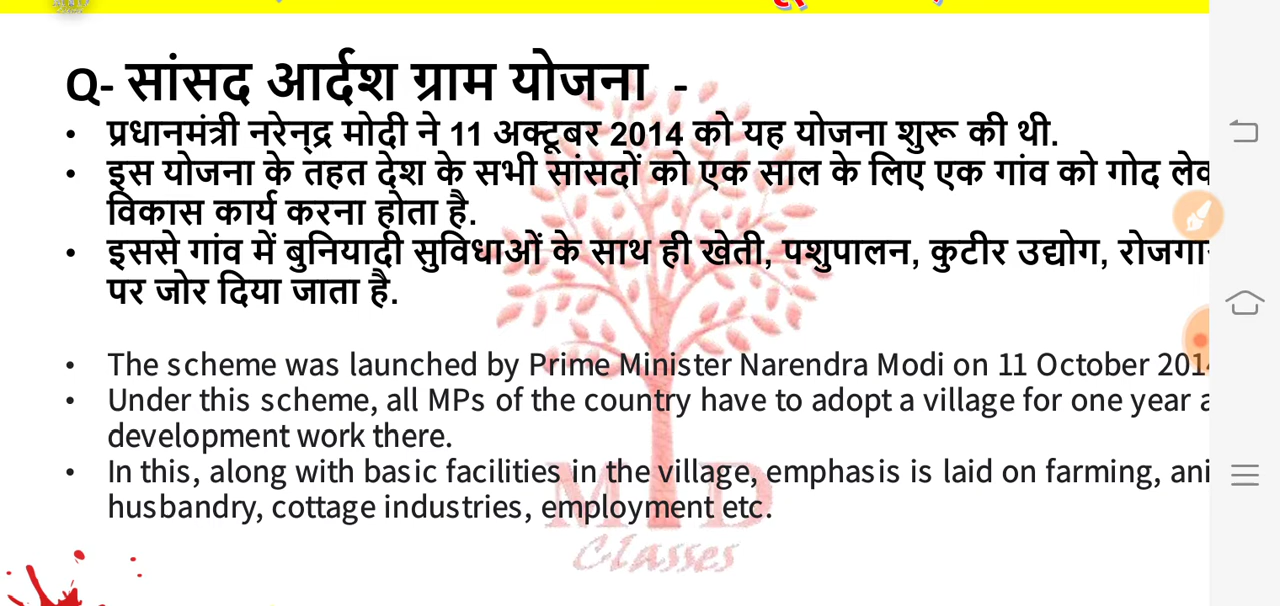 Q- सांसद आर्दश ग्राम योजना -
• प्रधानमंत्री नरेन्द्र मोदी ने 11 अक्टूबर 2014 को यह योजना शुरू की थी.
• इस योजना के तहत देश के सभी सांसदों को एक साल के लिए एक गांव को गोद
विकास कार्य करना होता है.
• इससे गांव में बुनियादी सुविधाओं के साथ ही खेती, पशुपालन, कुटीर उद्योग,
पर जोर दिया जाता है.
• The scheme was launched by Prime Minister Narendra Modi on 11 October
• Under this scheme, all MPs of the country have to adopt a village for one year
development work there.
• In this, along with basic facilities in the village, emphasis is laid on farming,
husbandry, cottage industries, employment etc.
MD
Classes